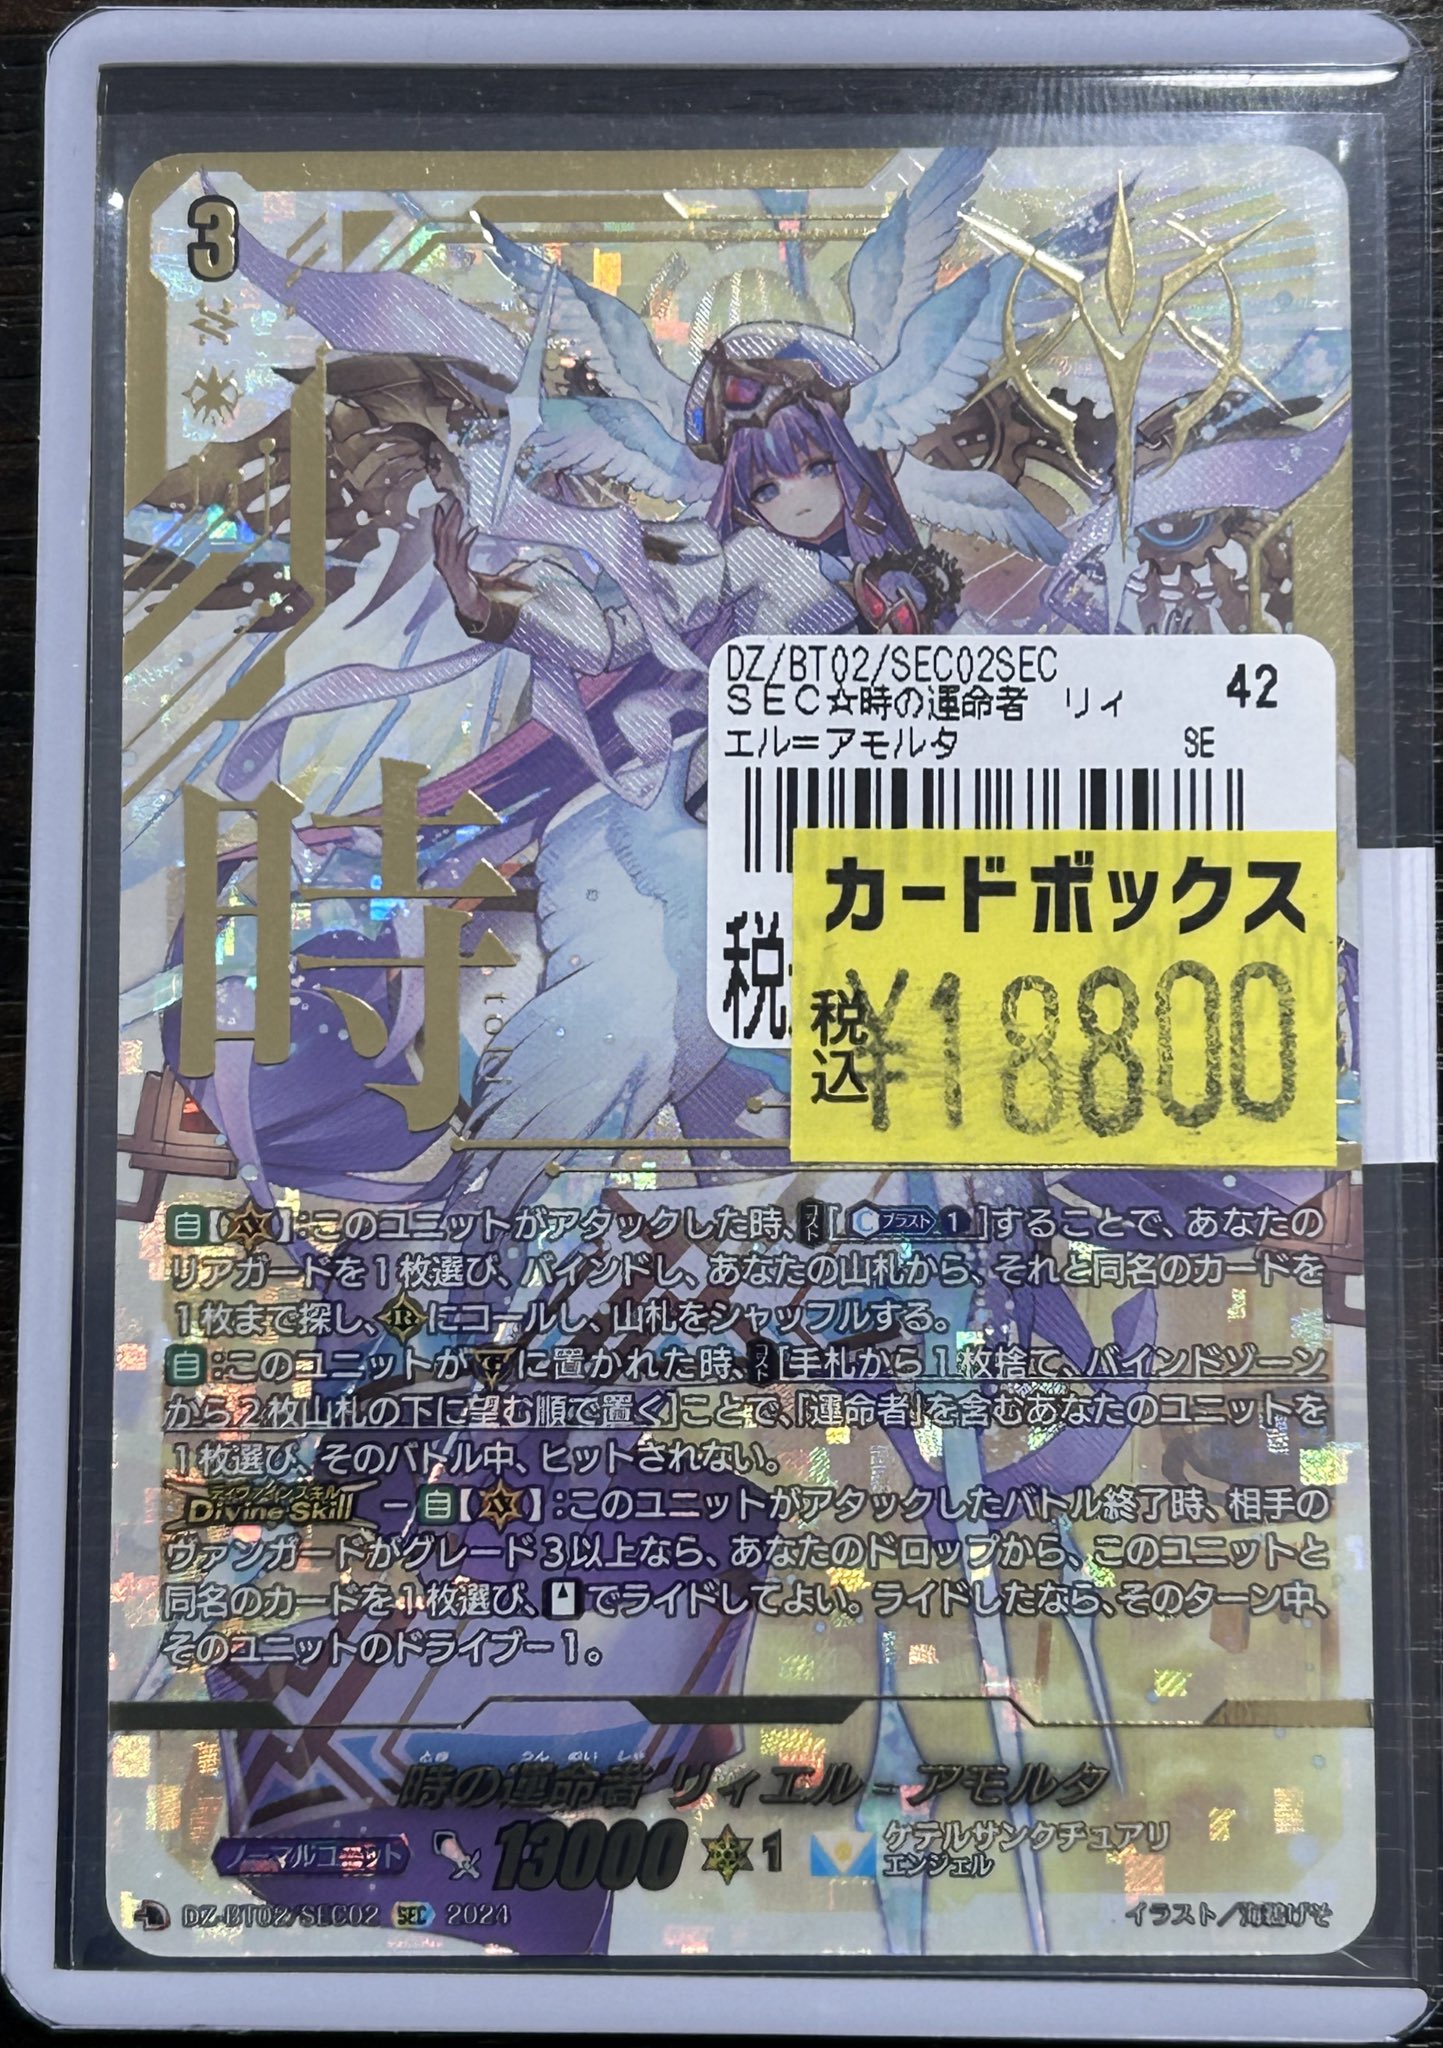 3
時
toki
DZ/BT02/SEC02SEC
42
SEC☆時の運命者 リィ
エル=アモルタ
SE
税
カードボックス
税込
¥18800
自【V】:このユニットがアタックした時、コスト[Cブラスト1]することで、あなたの
リアガードを1枚選び、バインドし、あなたの山札から、それと同名のカードを
1枚まで探し、Rにコールし、山札をシャッフルする。
自:このユニットがGに置かれた時、コスト[手札から1枚捨て、バインドゾーン
から2枚山札の下に望む順で置く]ことで、「運命者」を含むあなたのユニットを
1枚選び、そのバトル中、ヒットされない。
ディヴァインスキル
Divine Skill －自【V】:このユニットがアタックしたバトル終了時、相手の
ヴァンガードがグレード3以上なら、あなたのドロップから、このユニットと
同名のカードを1枚選び、でライドしてよい。ライドしたなら、そのターン中、
そのユニットのドライブ－1。
とき うん めい しゃ
時の運命者 リィエル＝アモルタ
ノーマルユニット
13000
1
ケテルサンクチュアリ
エンジェル
DZ-BT02/SEC02 SEC 2024
イラスト／海鵜げそ